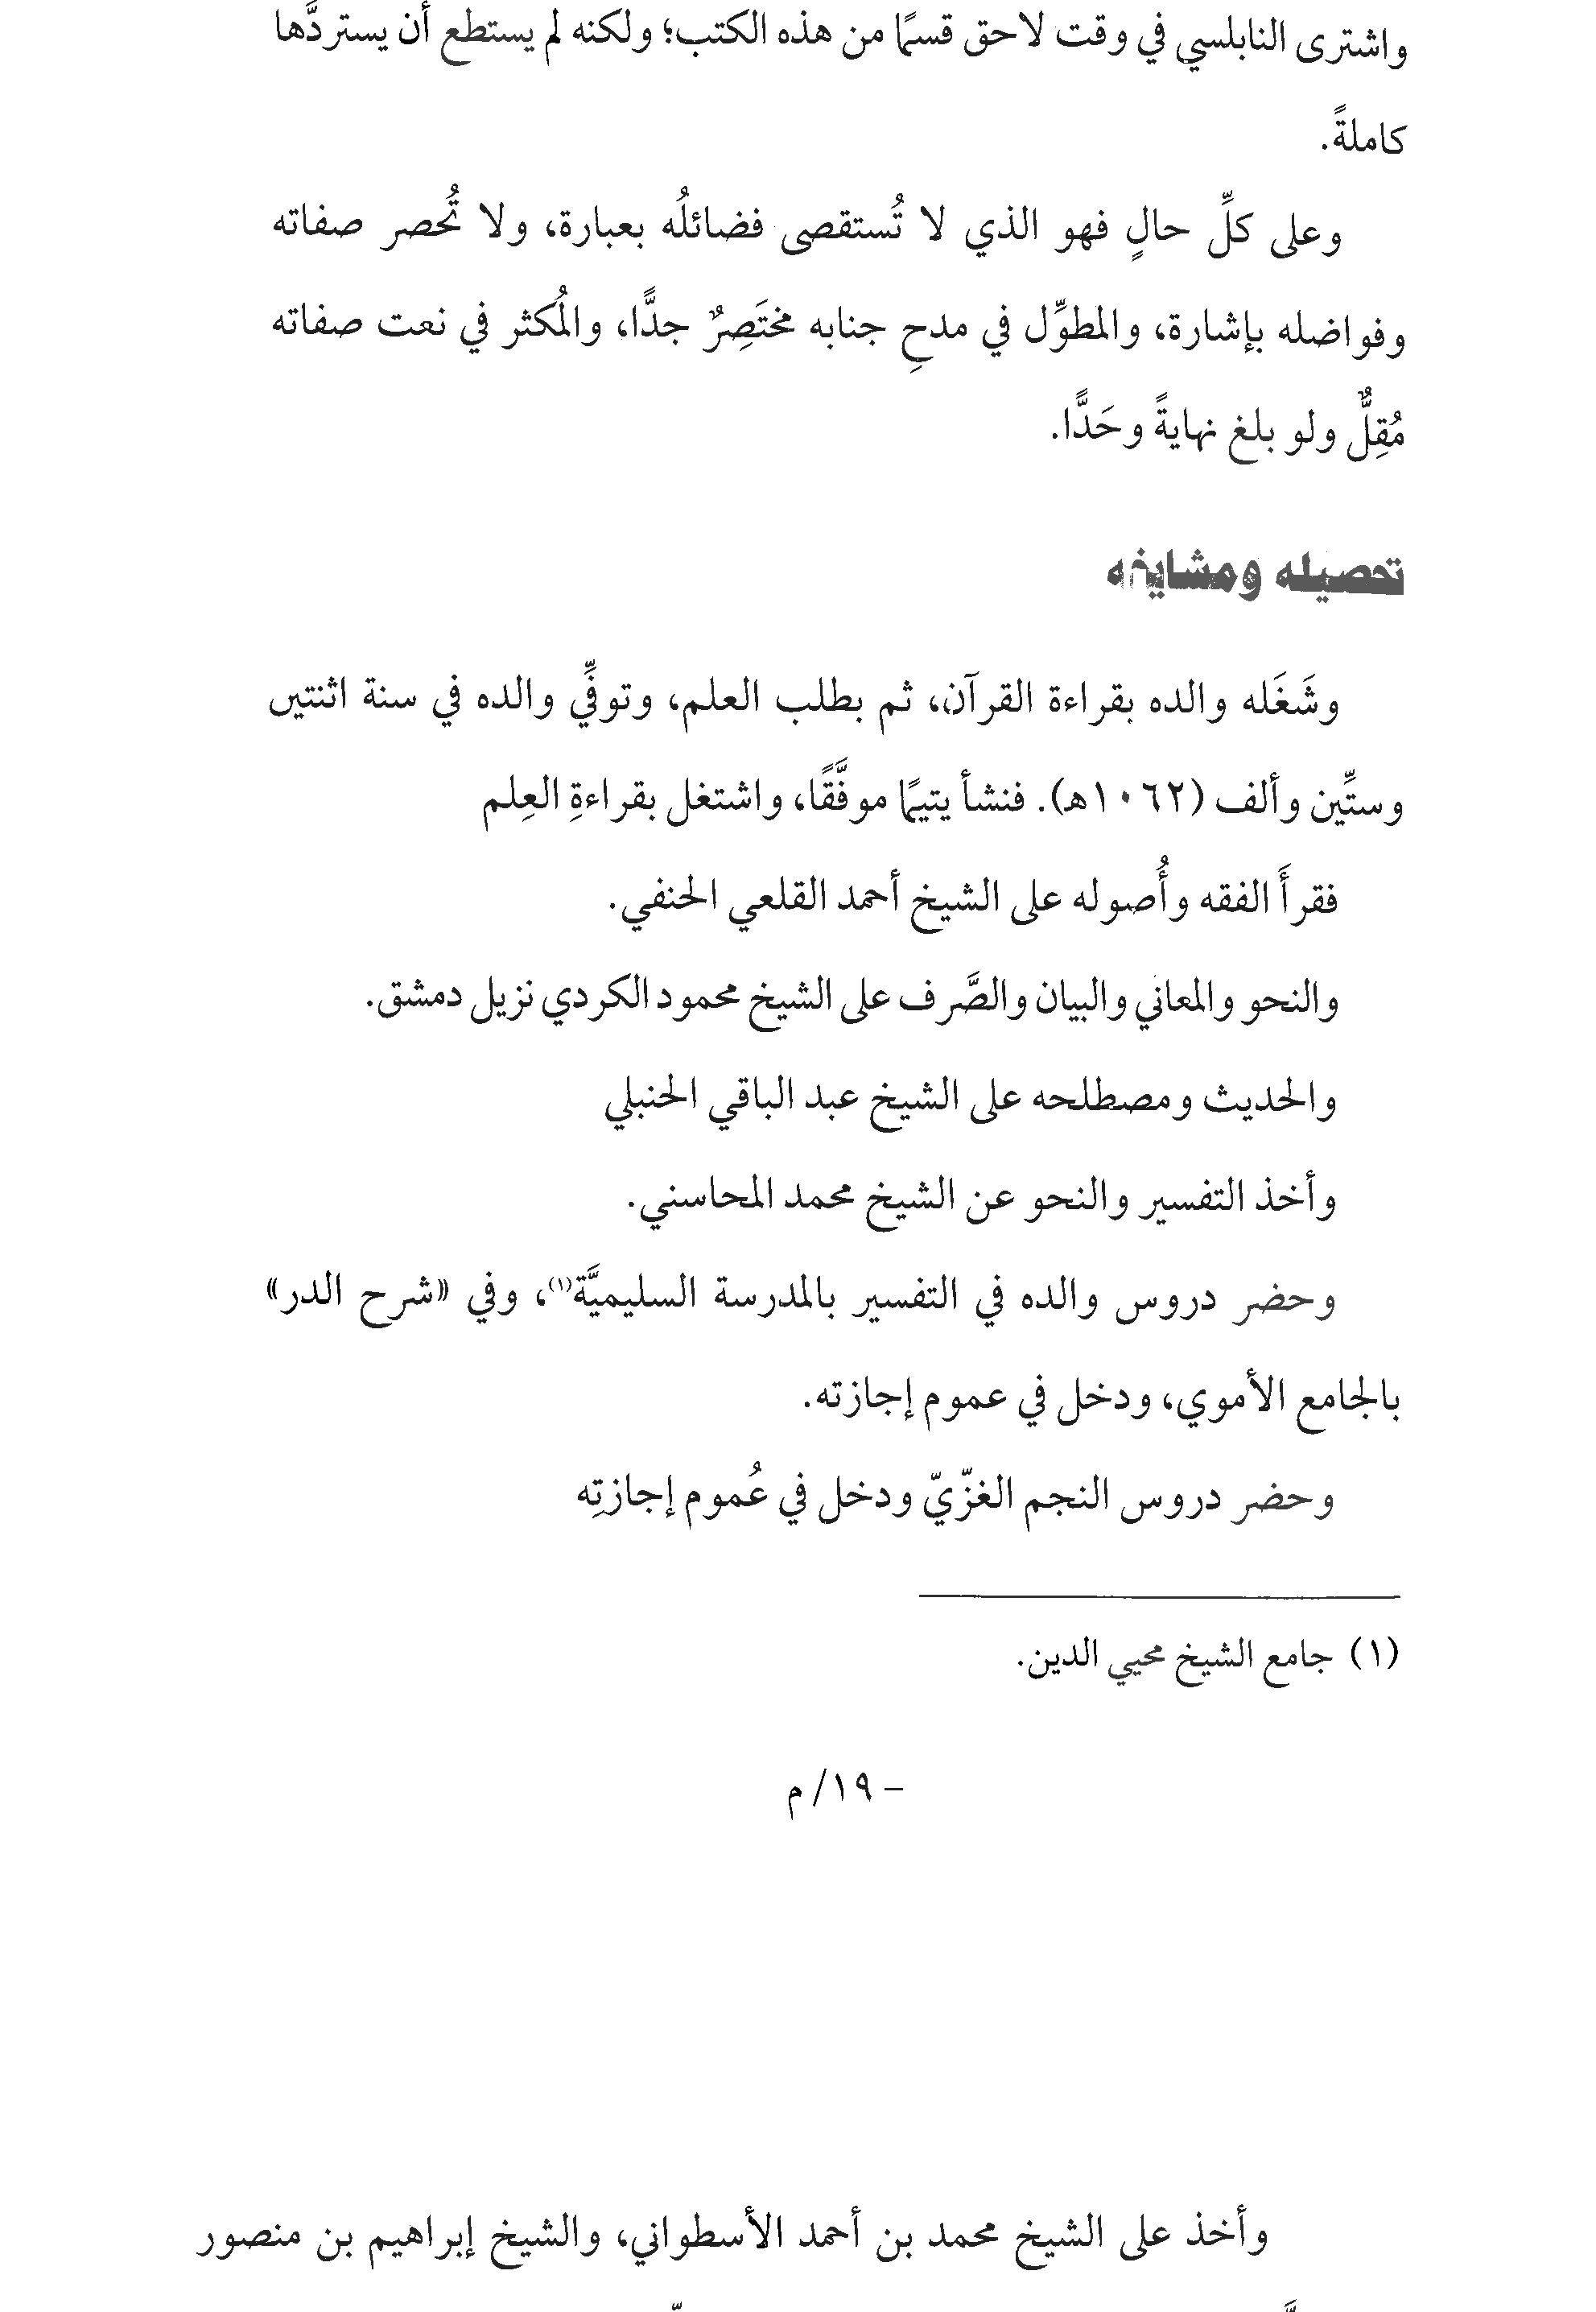 واشترى النابلسي في وقت لاحق قسمًا من هذه الكتب؛ ولكنه لم يستطع أن يستردَّها
كاملةً.
وعلى كلِّ حالٍ فهو الذي لا تُستقصى فضائلُه بعبارة، ولا تُحصر صفاته
وفواضله بإشارة، والمطوِّل في مدحِ جنابه مختَصِرٌ جدًّا، والمُكثر في نعت صفاته
مُقِلٌّ ولو بلغ نهايةً وحَدًّا.
تحصيله ومشايخه
وشَغَله والده بقراءة القرآن، ثم بطلب العلم، وتوفِّي والده في سنة اثنتين
وستِّين وألف (١٠٦٢هـ). فنشأ يتيمًا موفَّقًا، واشتغل بقراءةِ العِلم
فقرأَ الفقه وأُصوله على الشيخ أحمد القلعي الحنفي.
والنحو والمعاني والبيان والصَّرف على الشيخ محمود الكردي نزيل دمشق.
والحديث ومصطلحه على الشيخ عبد الباقي الحنبلي
وأخذ التفسير والنحو عن الشيخ محمد المحاسني.
وحضر دروس والده في التفسير بالمدرسة السليميَّة(١)، وفي «شرح الدر»
بالجامع الأموي، ودخل في عموم إجازته.
وحضر دروس النجم الغزّيّ ودخل في عُموم إجازتِه
(١) جامع الشيخ محيي الدين.
– ١٩/م
وأخذ على الشيخ محمد بن أحمد الأسطواني، والشيخ إبراهيم بن منصور